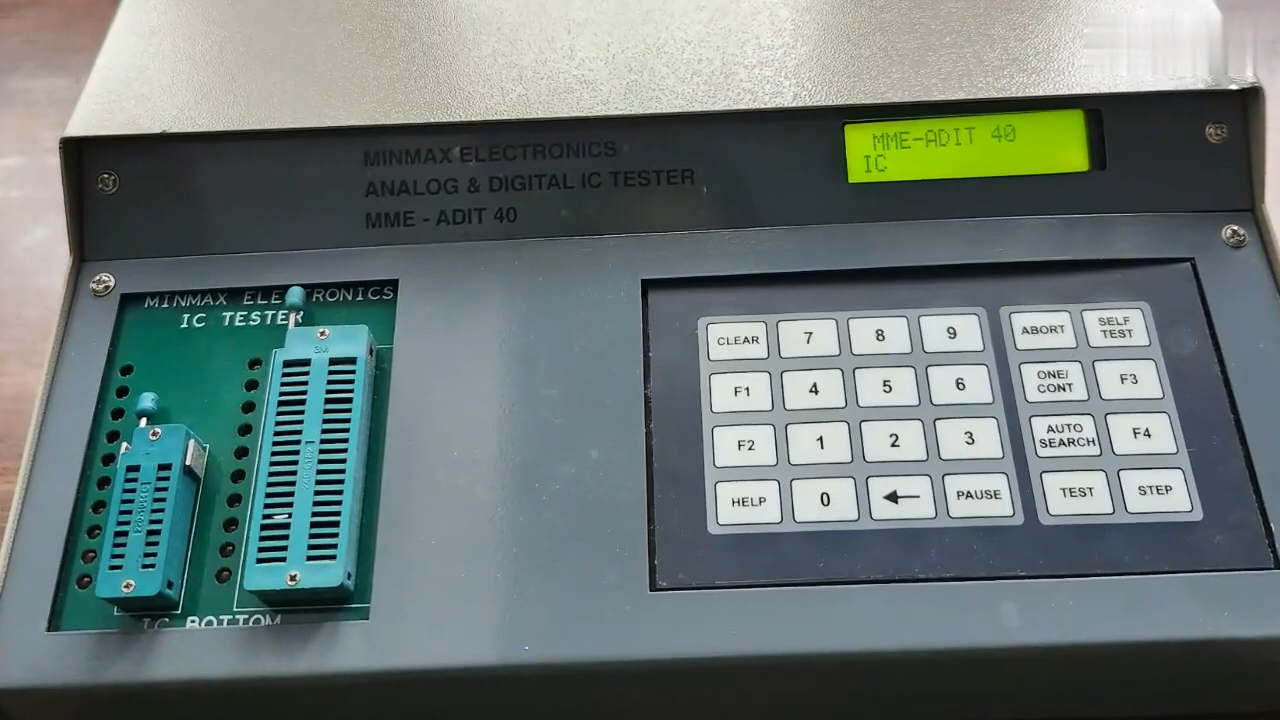 MINMAX ELECTRONICS
ANALOG & DIGITAL IC TESTER
MME - ADIT 40
MME-ADIT 40
IC
MINMAX ELECTRONICS
IC TESTER
3M
IC BOTTOM
CLEAR 7 8 9
F1 4 5 6
F2 1 2 3
HELP 0 ← PAUSE
ABORT SELF TEST
ONE/CONT F3
AUTO SEARCH F4
TEST STEP